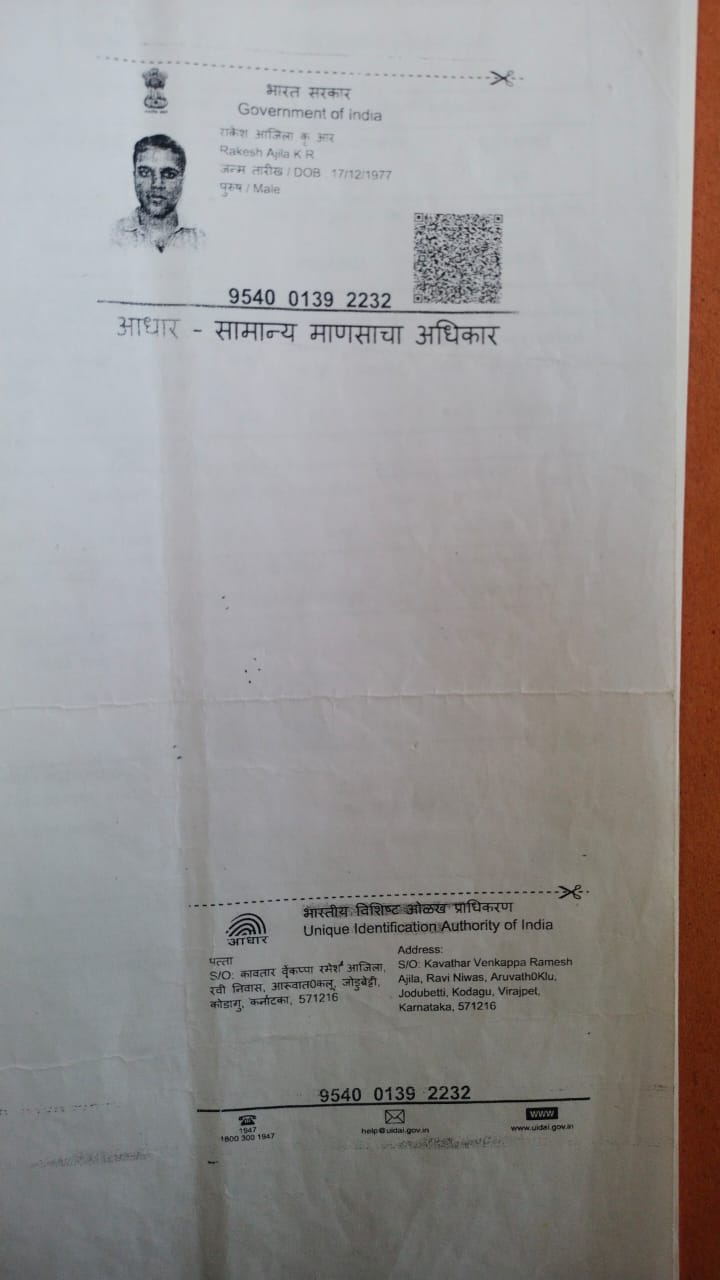 भारत सरकार
Government of India
राकेश आजिला कृ आर
Rakesh Ajila K R
जन्म तारीख / DOB : 17/12/1977
पुरुष / Male
9540 0139 2232
आधार - सामान्य माणसाचा अधिकार
भारतीय विशिष्ट ओळख प्राधिकरण
Unique Identification Authority of India
आधार
पत्ता
S/O: कावतार वेंकप्पा रमेश आजिला,
रवी निवास, आरूवात0कलू, जोडुबेट्टी,
कोडागु, कर्नाटका, 571216
Address:
S/O: Kavathar Venkappa Ramesh
Ajila, Ravi Niwas, Aruvath0Klu,
Jodubetti, Kodagu, Virajpet,
Karnataka, 571216
9540 0139 2232
1947
1800 300 1947
help@uidai.gov.in
www
www.uidai.gov.in